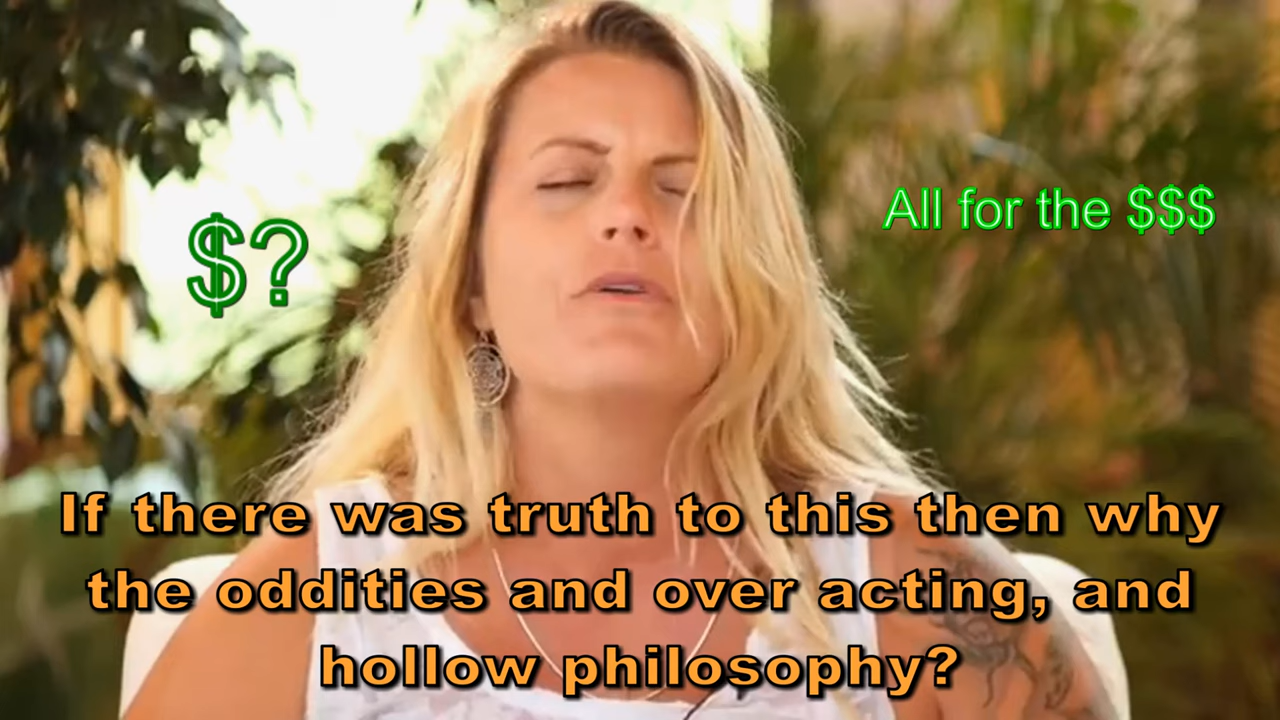 $?
All for the $$$
If there was truth to this then why
the oddities and over acting, and
hollow philosophy?